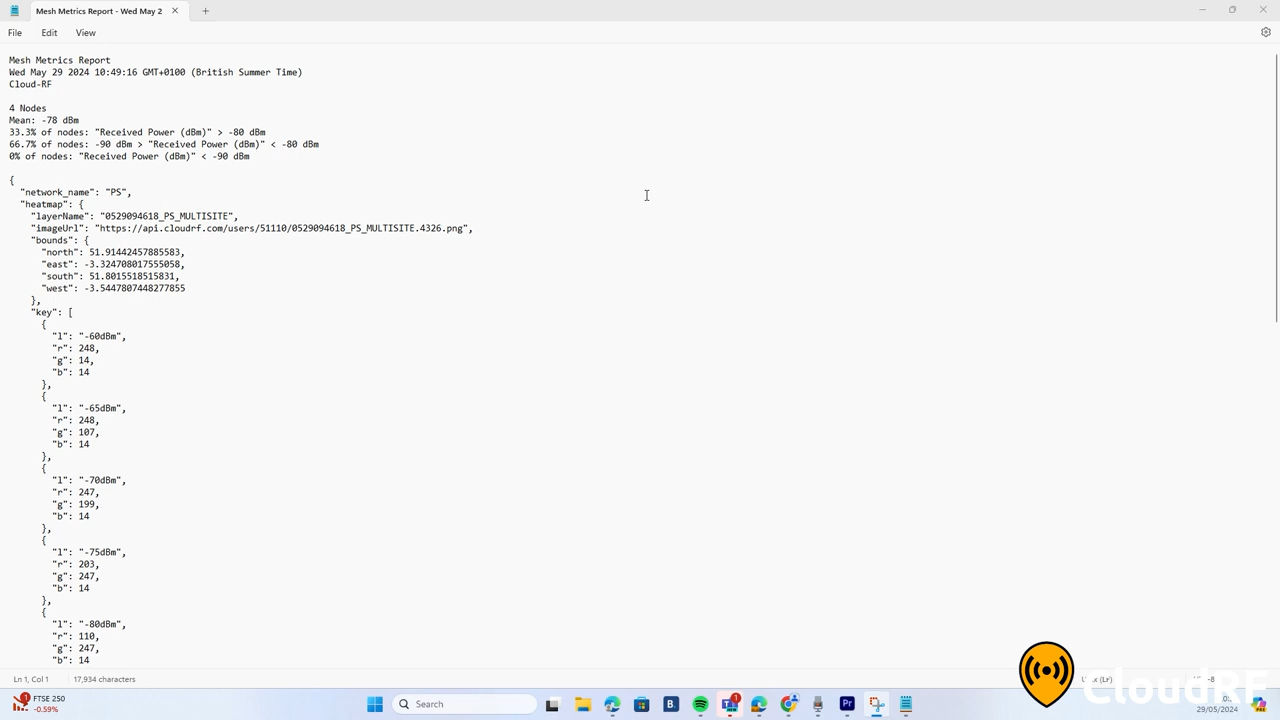 Mesh Metrics Report - Wed May 2
File Edit View
Mesh Metrics Report
Wed May 29 2024 10:49:16 GMT+0100 (British Summer Time)
Cloud-RF
4 Nodes
Mean: -78 dBm
33.3% of nodes: "Received Power (dBm)" > -80 dBm
66.7% of nodes: -90 dBm > "Received Power (dBm)" < -80 dBm
0% of nodes: "Received Power (dBm)" < -90 dBm
{
"network_name": "PS",
"heatmap": {
"layerName": "0529094618_PS_MULTISITE",
"imageUrl": "https://api.cloudrf.com/users/51110/0529094618_PS_MULTISITE.4326.png",
"bounds": {
"north": 51.91442457885583,
"east": -3.324708017555058,
"south": 51.8015518515831,
"west": -3.5447807448277855
},
"key": [
{
"l": "-60dBm",
"r": 248,
"g": 14,
"b": 14
},
{
"l": "-65dBm",
"r": 248,
"g": 107,
"b": 14
},
{
"l": "-70dBm",
"r": 247,
"g": 199,
"b": 14
},
{
"l": "-75dBm",
"r": 203,
"g": 247,
"b": 14
},
{
"l": "-80dBm",
"r": 110,
"g": 247,
"b": 14
Ln 1, Col 1 17,934 characters (LF)
CloudRF
1 FTSE 250
-0.59%
Search
B.
1
Pr
29/05/2024